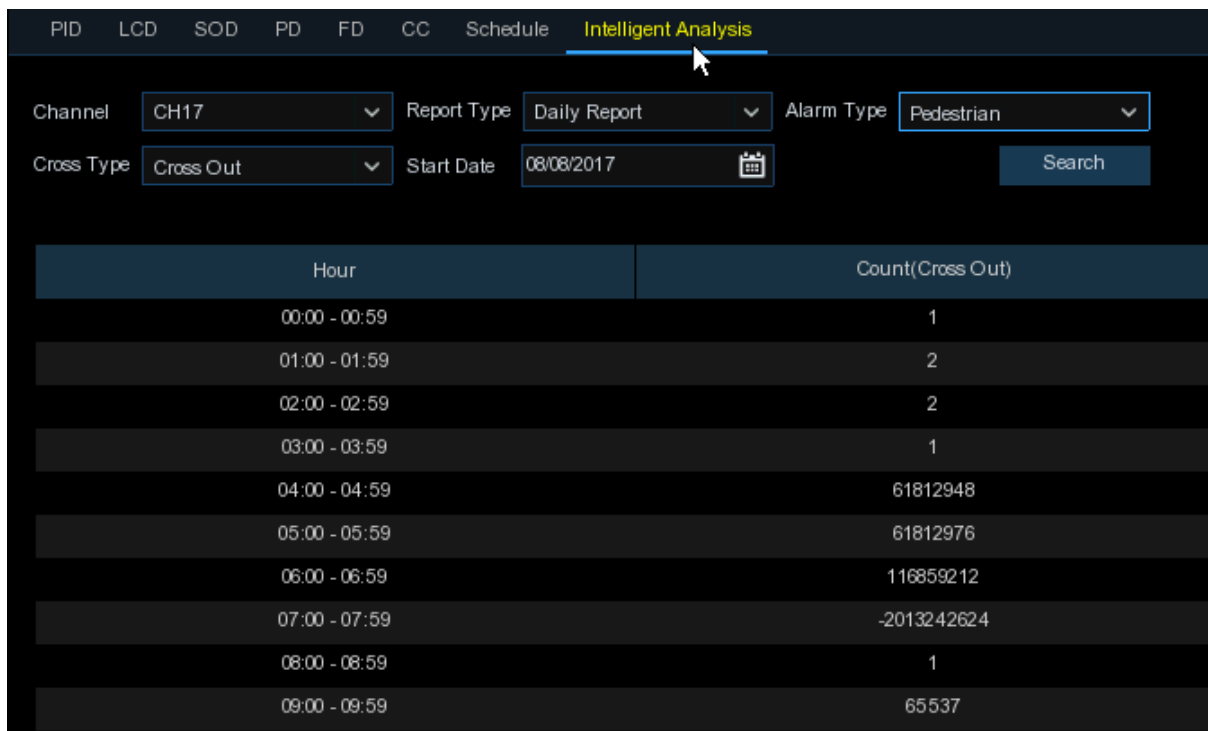 PID LCD SOD PD FD CC Schedule Intelligent Analysis
Channel CH17 Report Type Daily Report Alarm Type Pedestrian
Cross Type Cross Out Start Date 08/08/2017 Search
Hour Count(Cross Out)
00:00 - 00:59 1
01:00 - 01:59 2
02:00 - 02:59 2
03:00 - 03:59 1
04:00 - 04:59 61812948
05:00 - 05:59 61812976
06:00 - 06:59 116859212
07:00 - 07:59 -2013242624
08:00 - 08:59 1
09:00 - 09:59 65537